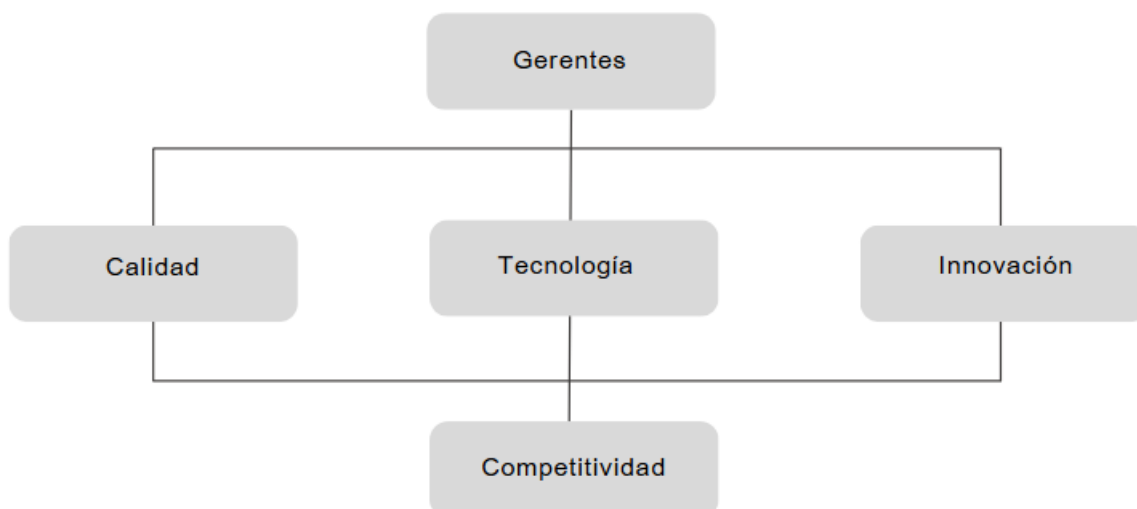 Gerentes
Calidad
Tecnología
Innovación
Competitividad